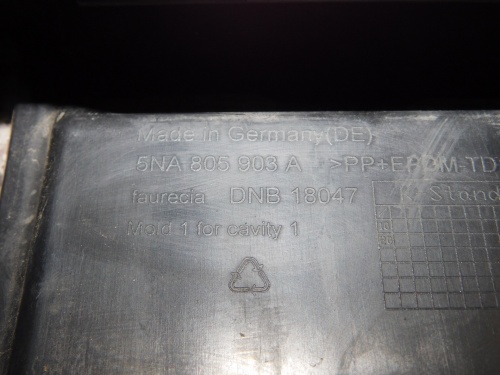 Made in Germany(DE)
5NA 805 903 A >PP+EPDM-TD
faurecia DNB 18047
Mold 1 for cavity 1